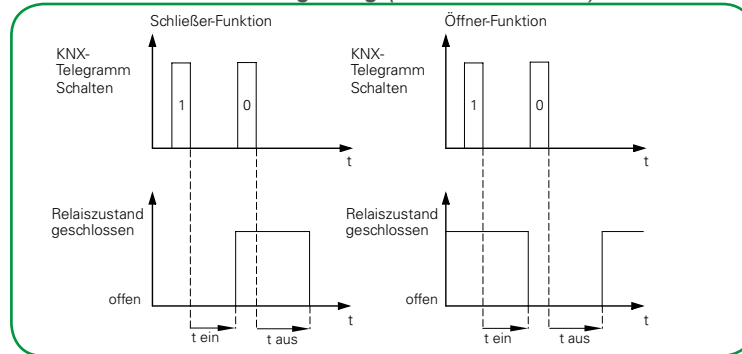 Schließer-Funktion
KNX-
Telegramm
Schalten
1
0
t
Relaiszustand
geschlossen
offen
t
t ein
t aus
Öffner-Funktion
KNX-
Telegramm
Schalten
1
0
t
Relaiszustand
geschlossen
offen
t
t ein
t aus